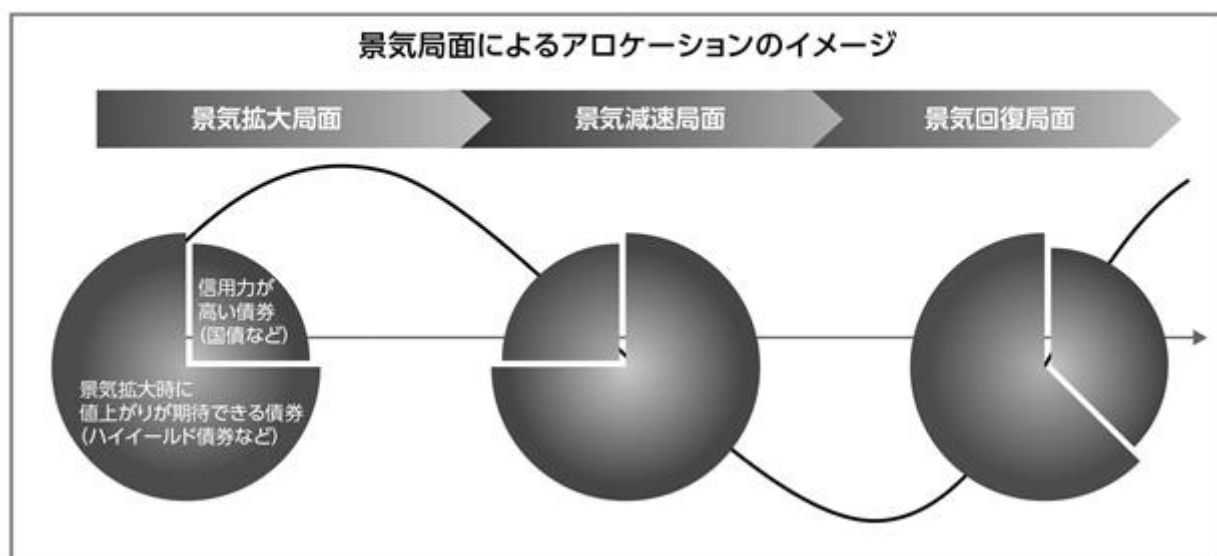 景気局面によるアロケーションのイメージ
景気拡大局面
景気減速局面
景気回復局面
信用力が
高い債券
(国債など)
景気拡大時に
値上がりが期待できる債券
(ハイイールド債券など)